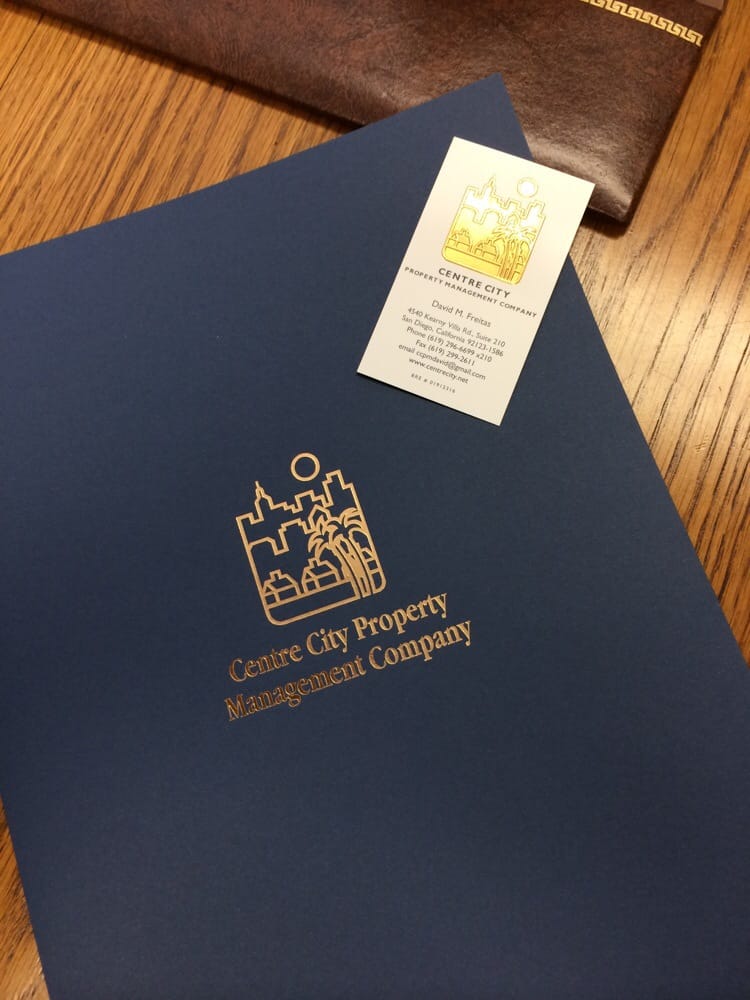 CENTRE CITY
PROPERTY MANAGEMENT COMPANY
David M. Freitas
4540 Kearny Villa Rd., Suite 210
San Diego, California 92123-1586
Phone (619) 296-6699 x210
Fax (619) 299-2611
email ccpmdavid@gmail.com
www.centrecity.net
Centre City Property
Management Company